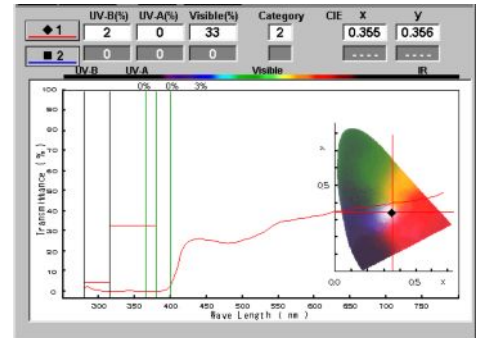 UV-B(%) UV-A(%) Visible(%) Category CIE X y
◆ 1 2 0 33 2 0.355 0.356
■ 2 0 0 0 ---- ----
UV-B UV-A Visible IR
0% 0% 3%
100
90
80
70
60
50
40
30
20
10
0
Transmittance ( % )
300 350 400 450 500 550 600 650 700 750
Wave Length ( nm )
y
0.5
0.0 0.5 x